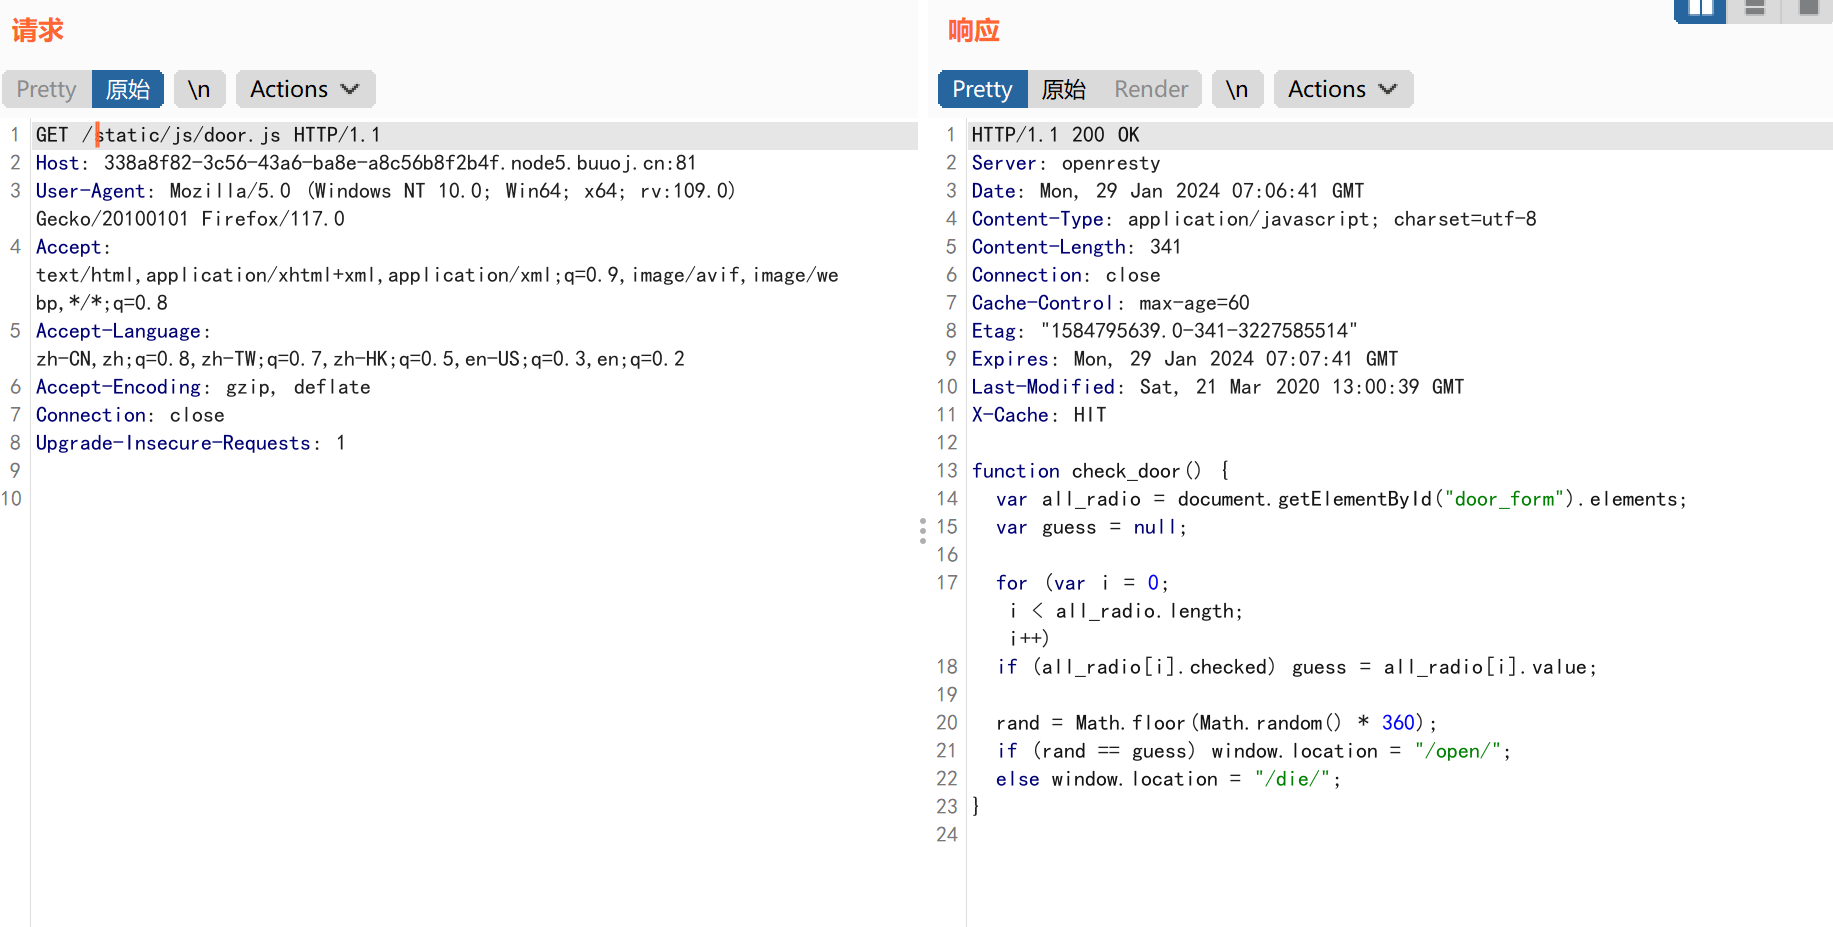 请求
Pretty 原始 \n Actions
1 GET /static/js/door.js HTTP/1.1
2 Host: 338a8f82-3c56-43a6-ba8e-a8c56b8f2b4f.node5.buuoj.cn:81
3 User-Agent: Mozilla/5.0 (Windows NT 10.0; Win64; x64; rv:109.0)
Gecko/20100101 Firefox/117.0
4 Accept:
text/html,application/xhtml+xml,application/xml;q=0.9,image/avif,image/we
bp,*/*;q=0.8
5 Accept-Language:
zh-CN,zh;q=0.8,zh-TW;q=0.7,zh-HK;q=0.5,en-US;q=0.3,en;q=0.2
6 Accept-Encoding: gzip, deflate
7 Connection: close
8 Upgrade-Insecure-Requests: 1
9
10
响应
Pretty 原始 Render \n Actions
1 HTTP/1.1 200 OK
2 Server: openresty
3 Date: Mon, 29 Jan 2024 07:06:41 GMT
4 Content-Type: application/javascript; charset=utf-8
5 Content-Length: 341
6 Connection: close
7 Cache-Control: max-age=60
8 Etag: "1584795639.0-341-3227585514"
9 Expires: Mon, 29 Jan 2024 07:07:41 GMT
10 Last-Modified: Sat, 21 Mar 2020 13:00:39 GMT
11 X-Cache: HIT
12
13 function check_door() {
14 var all_radio = document.getElementById("door_form").elements;
15 var guess = null;
16
17 for (var i = 0;
i < all_radio.length;
i++)
18 if (all_radio[i].checked) guess = all_radio[i].value;
19
20 rand = Math.floor(Math.random() * 360);
21 if (rand == guess) window.location = "/open/";
22 else window.location = "/die/";
23 }
24